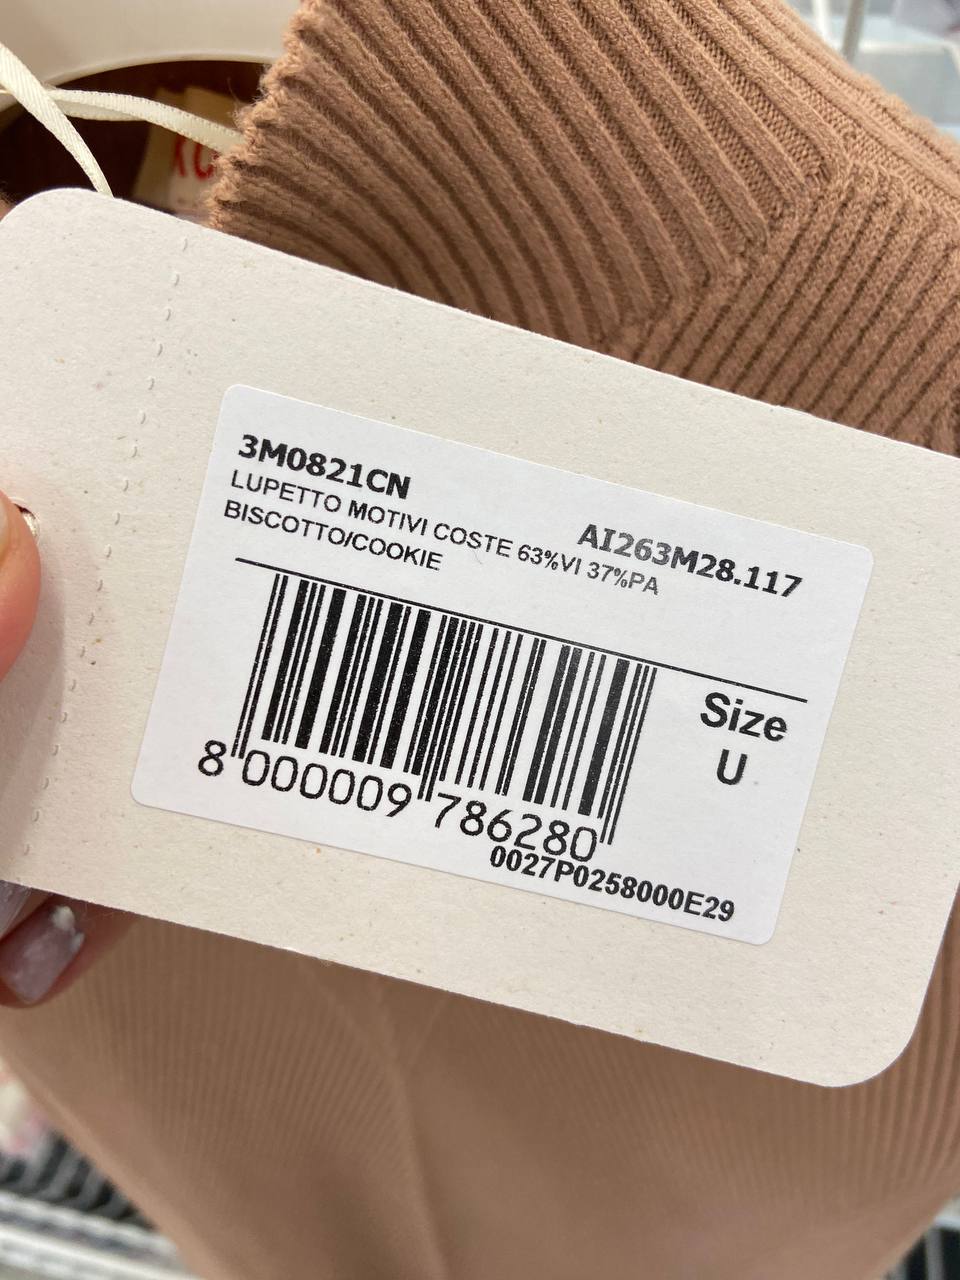 3M0821CN
AI263M28.117
LUPETTO MOTIVI COSTE 63%VI 37%PA
BISCOTTO/COOKIE
Size
U
8 000009 786280
0027P0258000E29